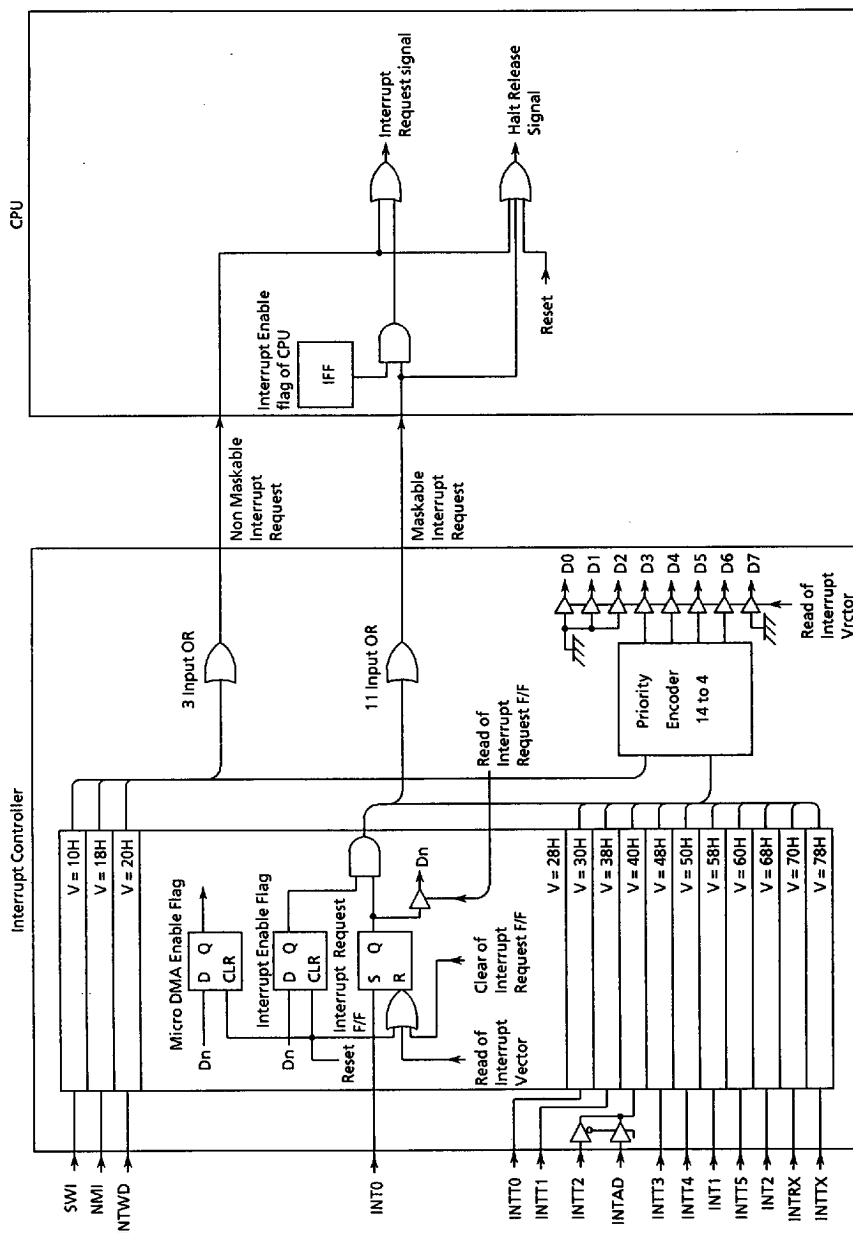 Interrupt Controller
CPU
SWI
NMI
NTWD
V = 10H
V = 18H
V = 20H
3 Input OR
Non Maskable
Interrupt
Request
Micro DMA Enable Flag
Dn
D Q
CLR
Interrupt Enable Flag
Dn
D Q
CLR
Reset
Interrupt Request
F/F
S Q
R
INT0
Dn
Read of
Interrupt
Vector
Clear of
Interrupt
Request F/F
Read of
Interrupt
Request F/F
11 Input OR
Maskable
Interrupt
Request
Interrupt Enable
flag of CPU
IFF
Interrupt
Request signal
Halt Release
Signal
Reset
V = 28H
V = 30H
V = 38H
V = 40H
V = 48H
V = 50H
V = 58H
V = 60H
V = 68H
V = 70H
V = 78H
INTT0
INTT1
INTT2
INTAD
INTT3
INTT4
INT1
INTT5
INT2
INTRX
INTTX
Priority
Encoder
14 to 4
D0
D1
D2
D3
D4
D5
D6
D7
Read of
Interrupt
Vrctor